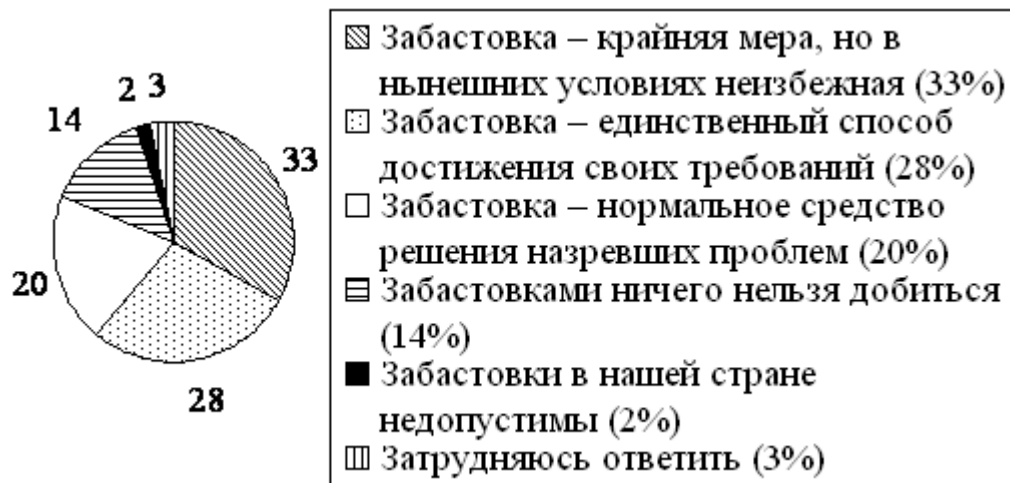 2 3
14
33
20
28
Забастовка – крайняя мера, но в
нынешних условиях неизбежная (33%)
Забастовка – единственный способ
достижения своих требований (28%)
Забастовка – нормальное средство
решения назревших проблем (20%)
Забастовками ничего нельзя добиться
(14%)
Забастовки в нашей стране
недопустимы (2%)
Затрудняюсь ответить (3%)